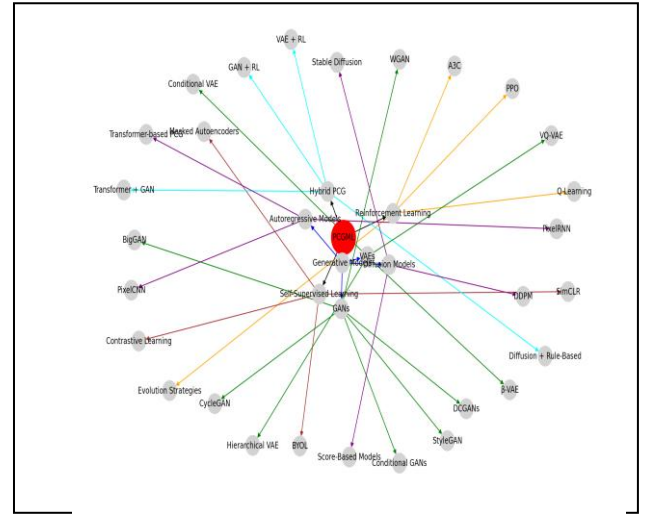 VAE + RL
Stable Diffusion
WGAN
A3C
GAN + RL
Conditional VAE
PPO
Transformer-based PCG
Masked Autoencoders
VQ-VAE
Transformer + GAN
Hybrid PCG
Q-Learning
Autoregressive Models
Reinforcement Learning
PixelRNN
BigGAN
PCGML
VAEs
Generative Models
Diffusion Models
PixelCNN
Self-Supervised Learning
DDPM
SimCLR
GANs
Contrastive Learning
Diffusion + Rule-Based
Evolution Strategies
β-VAE
CycleGAN
DCGANs
Hierarchical VAE
BYOL
StyleGAN
Score-Based Models
Conditional GANs